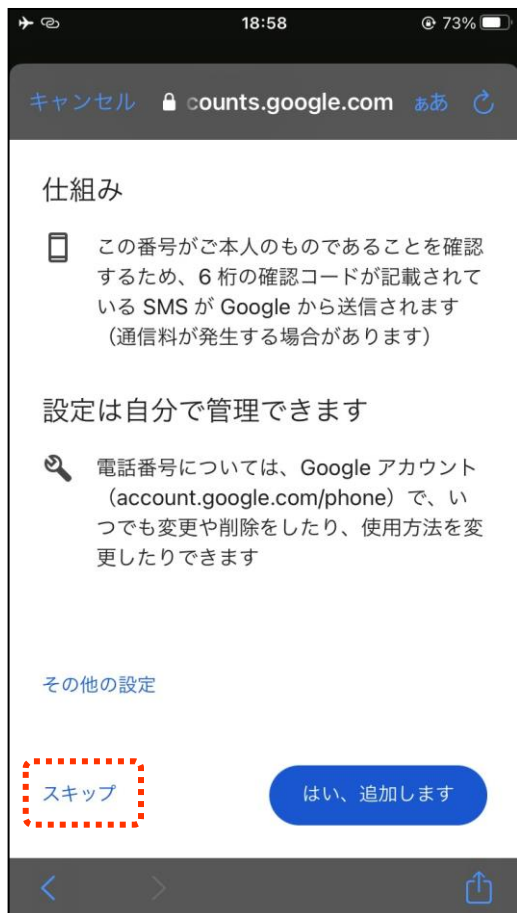 18:58
73%
キャンセル counts.google.com ぁあ
仕組み
この番号がご本人のものであることを確認
するため、6 桁の確認コードが記載されて
いる SMS が Google から送信されます
（通信料が発生する場合があります）
設定は自分で管理できます
電話番号については、Google アカウント
（account.google.com/phone）で、い
つでも変更や削除をしたり、使用方法を変
更したりできます
その他の設定
スキップ
はい、追加します